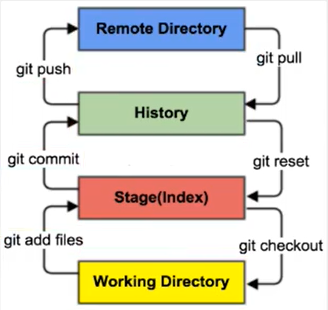 Remote Directory
git push
git pull
History
git commit
git reset
Stage(Index)
git add files
git checkout
Working Directory